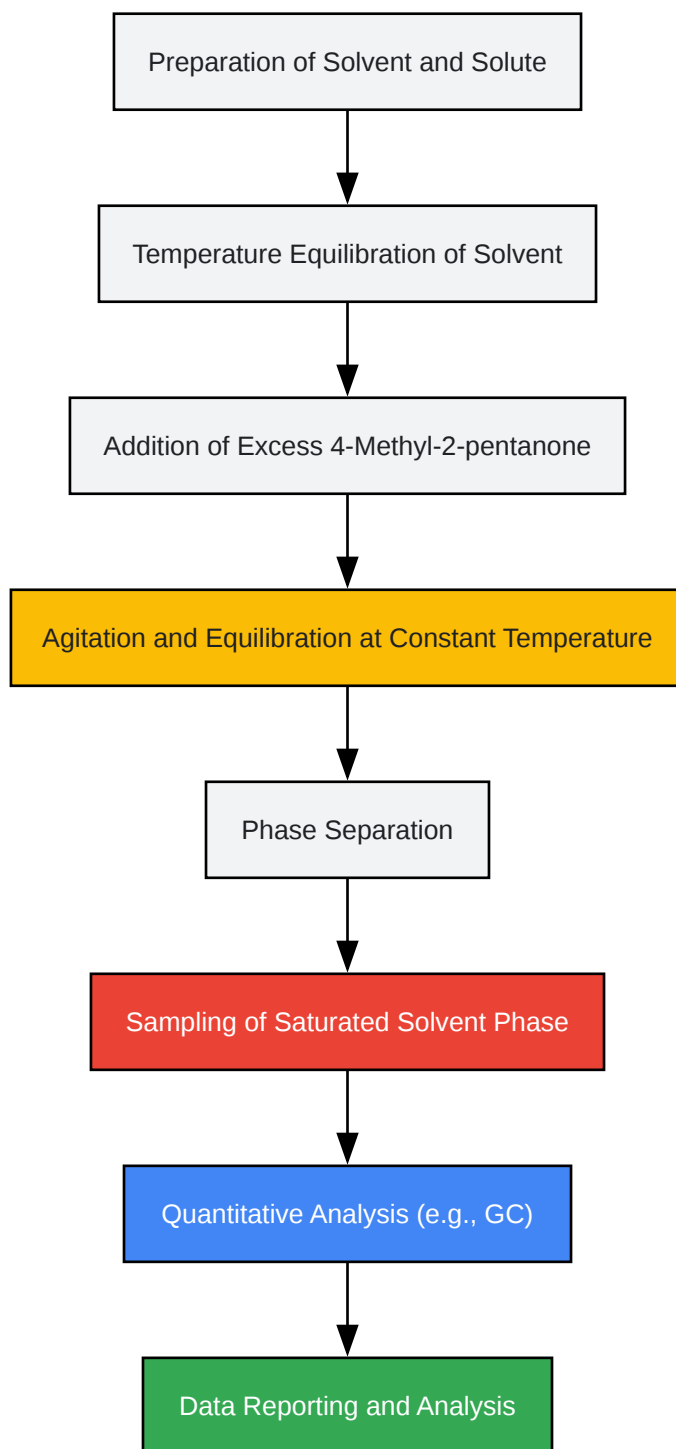 Preparation of Solvent and Solute
Temperature Equilibration of Solvent
Addition of Excess 4-Methyl-2-pentanone
Agitation and Equilibration at Constant Temperature
Phase Separation
Sampling of Saturated Solvent Phase
Quantitative Analysis (e.g., GC)
Data Reporting and Analysis